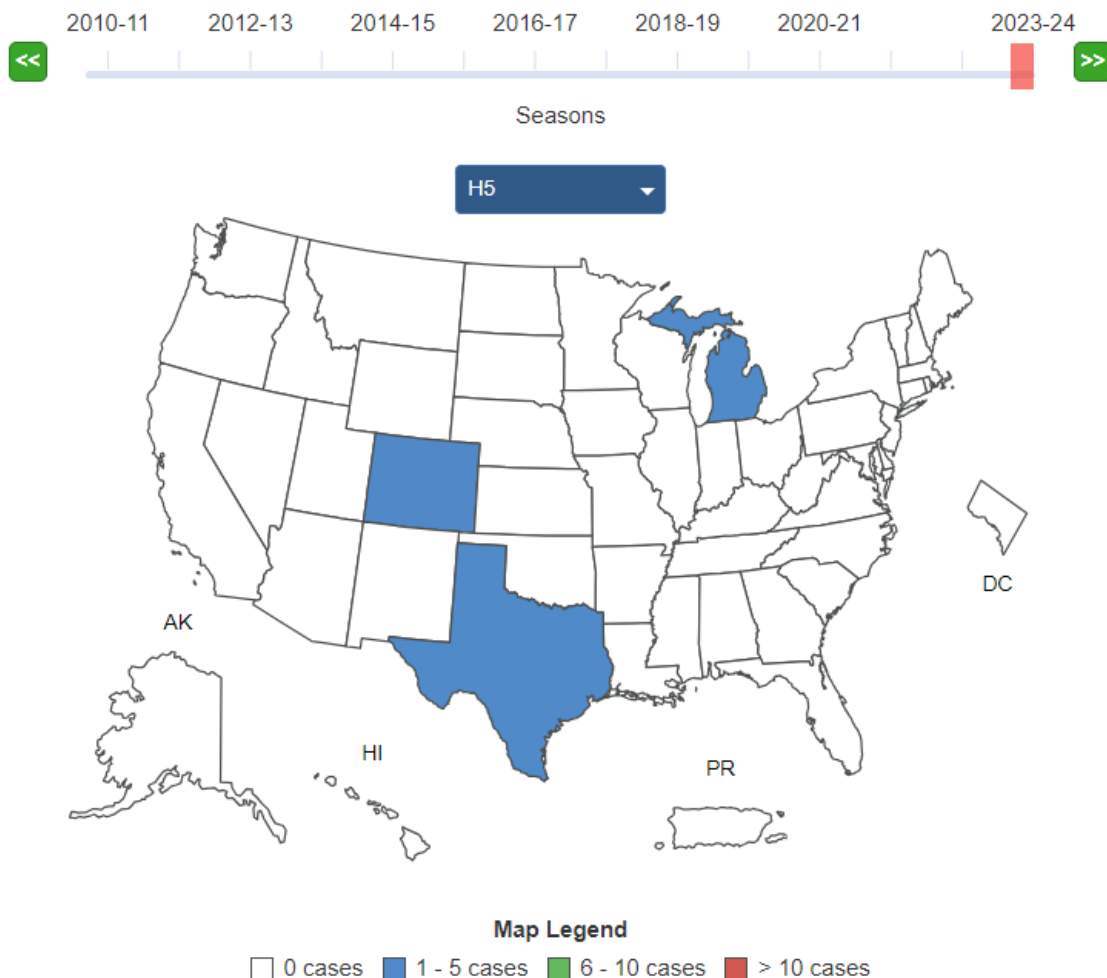 2010-11 2012-13 2014-15 2016-17 2018-19 2020-21 2023-24
<< >>
Seasons
H5
DC
AK
HI
PR
Map Legend
0 cases 1 - 5 cases 6 - 10 cases > 10 cases